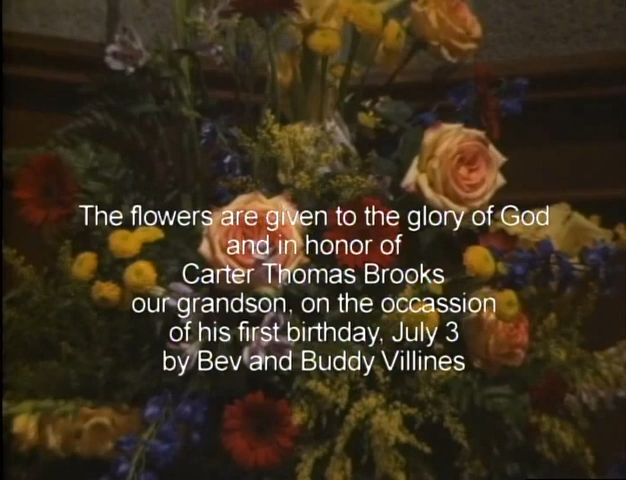 The flowers are given to the glory of God
and in honor of
Carter Thomas Brooks
our grandson, on the occassion
of his first birthday, July 3
by Bev and Buddy Villines